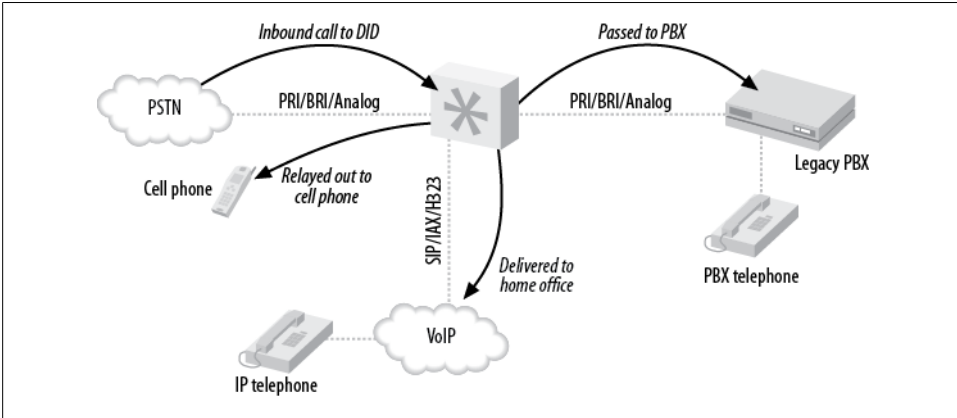 Inbound call to DID
Passed to PBX
PSTN
PRI/BRI/Analog
PRI/BRI/Analog
Legacy PBX
Cell phone
Relayed out to
cell phone
SIP/IAX/H323
PBX telephone
Delivered to
home office
VoIP
IP telephone